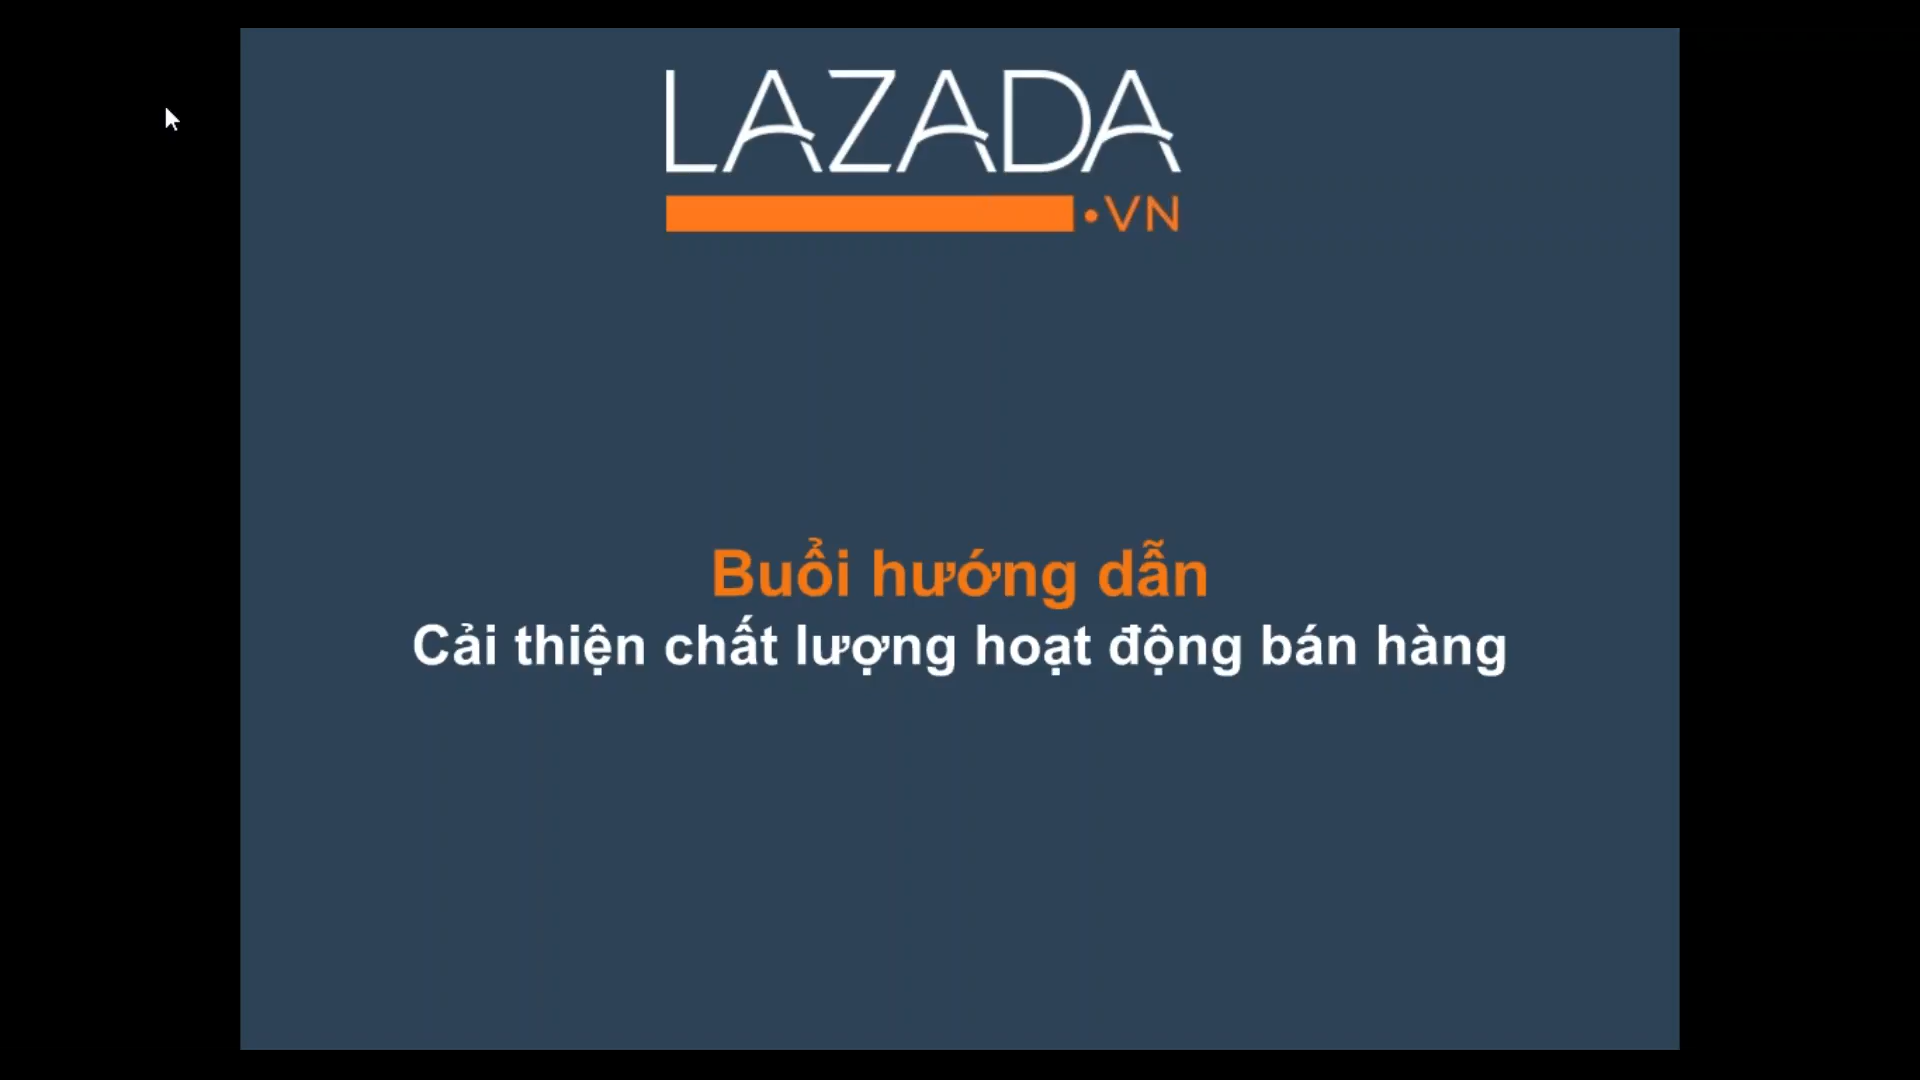 LAZADA
•VN
Buổi hướng dẫn
Cải thiện chất lượng hoạt động bán hàng